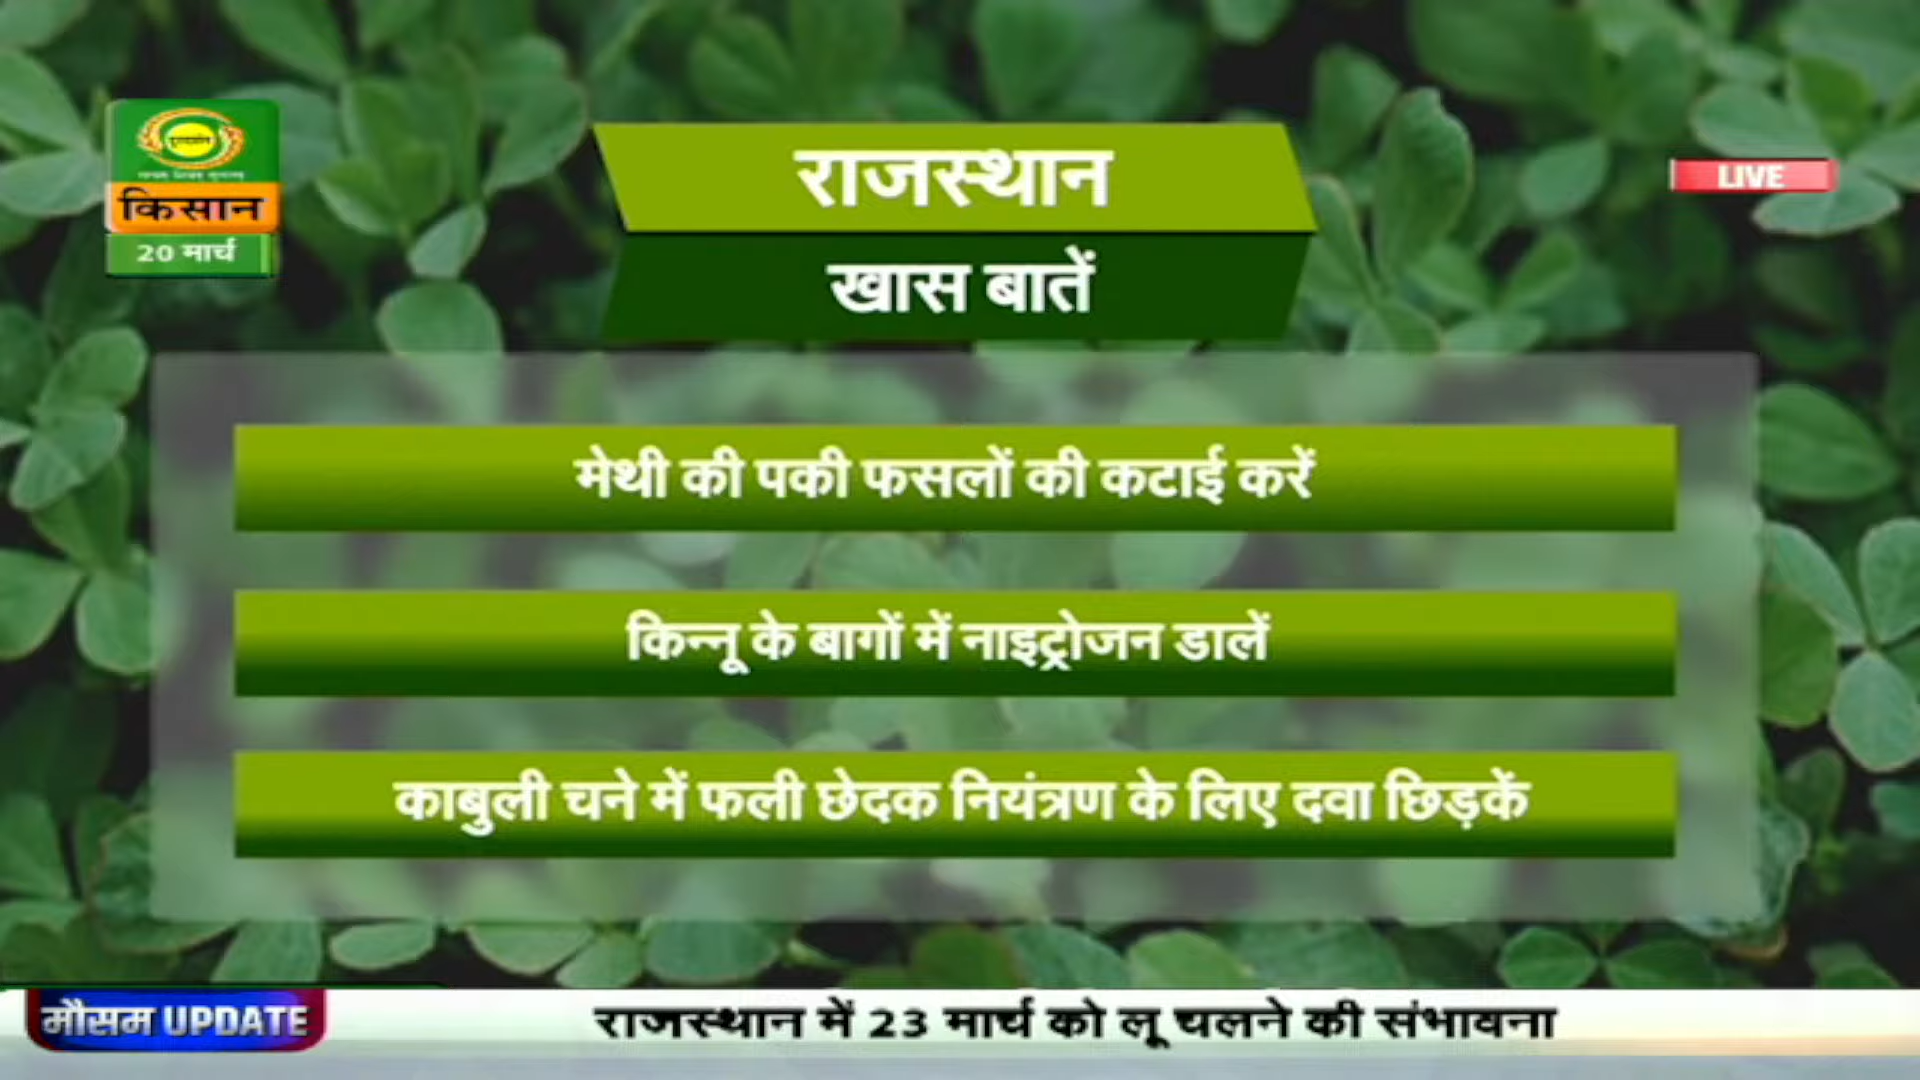 राजस्थान
LIVE
किसान
20 मार्च
खास बातें
मेथी की पकी फसलों की कटाई करें
किन्नू के बागों में नाइट्रोजन डालें
काबुली चने में फली छेदक नियंत्रण के लिए दवा छिड़कें
मौसम UPDATE
राजस्थान में 23 मार्च को लू चलने की संभावना